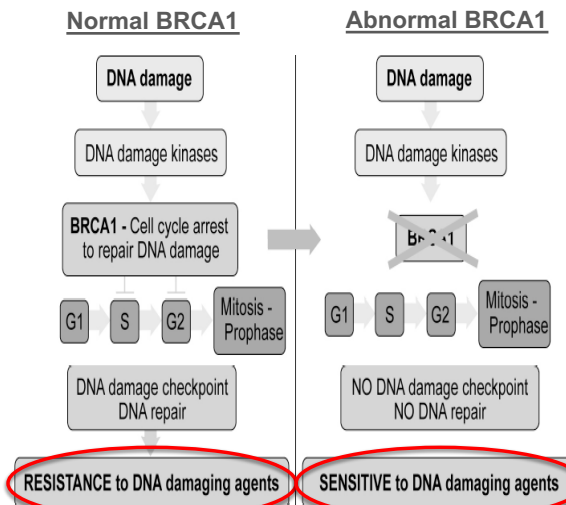 Normal BRCA1
DNA damage
DNA damage kinases
BRCA1 - Cell cycle arrest
to repair DNA damage
G1
S
G2
Mitosis -
Prophase
DNA damage checkpoint
DNA repair
RESISTANCE to DNA damaging agents
Abnormal BRCA1
DNA damage
DNA damage kinases
BRCA1
G1
S
G2
Mitosis -
Prophase
NO DNA damage checkpoint
NO DNA repair
SENSITIVE to DNA damaging agents